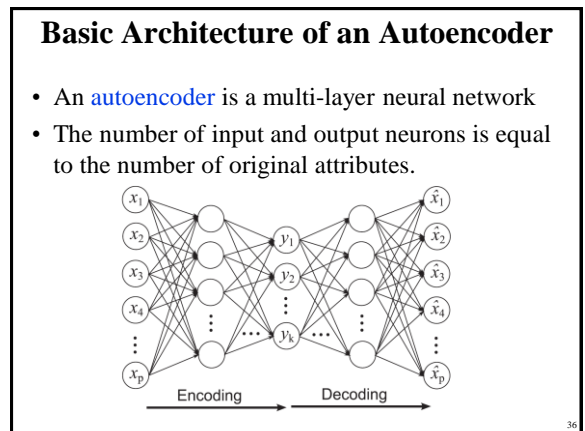 Basic Architecture of an Autoencoder
• An autoencoder is a multi-layer neural network
• The number of input and output neurons is equal
to the number of original attributes.
x₁ x̂₁
x₂ y₁ x̂₂
x₃ y₂ x̂₃
x₄ x̂₄
⋮ ⋮ ⋮ ⋮ ⋮
... yₖ ...
xₚ x̂ₚ
Encoding Decoding
36